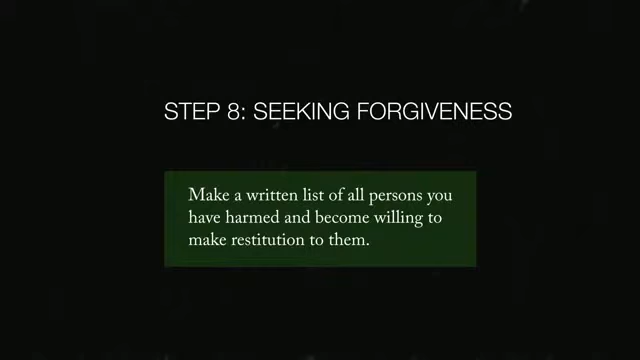 STEP 8: SEEKING FORGIVENESS
Make a written list of all persons you
have harmed and become willing to
make restitution to them.